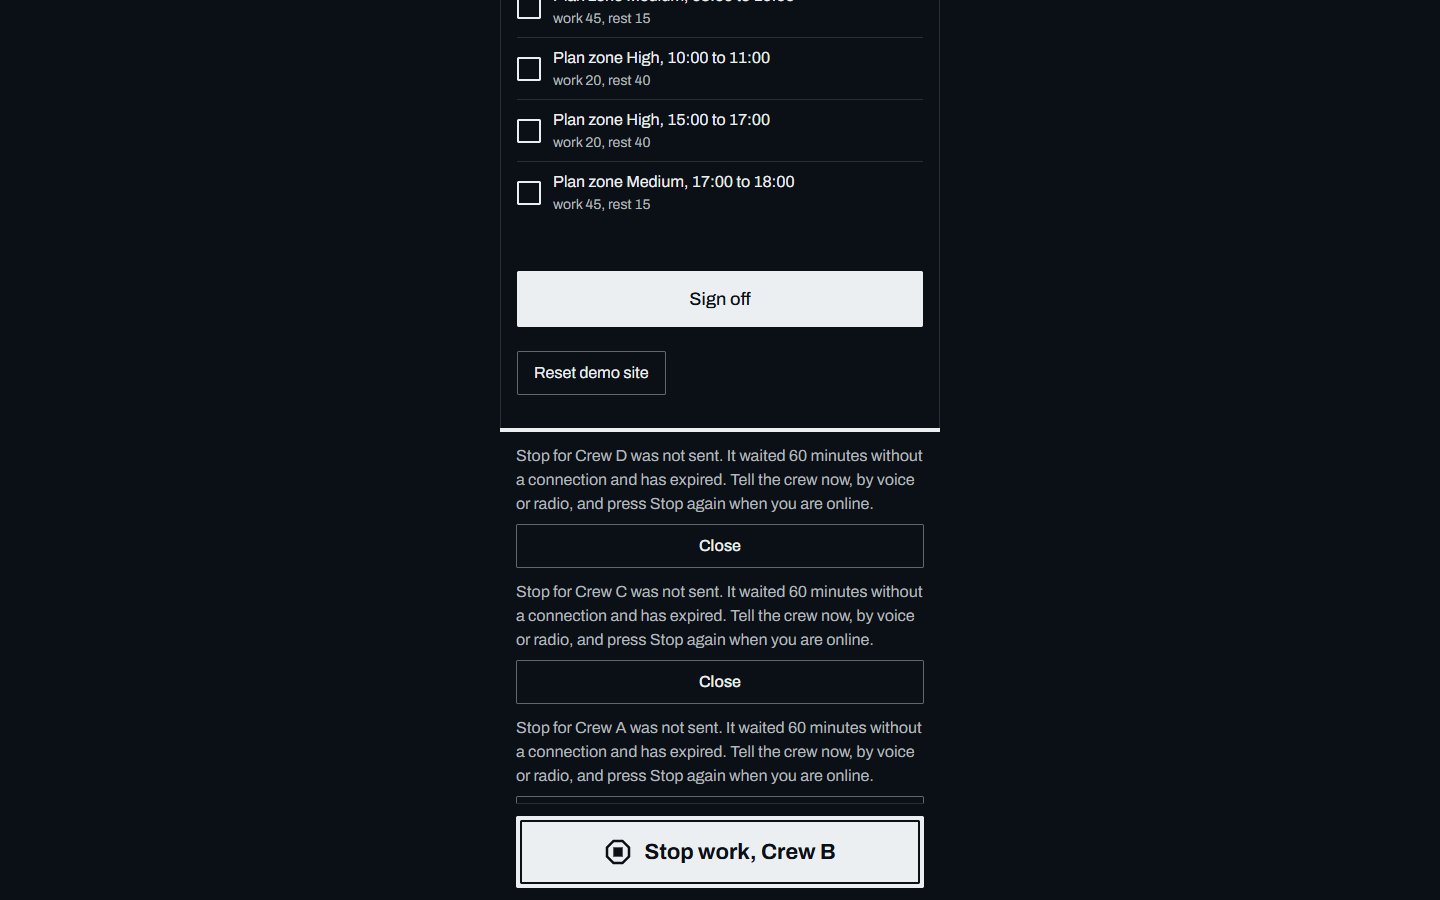 work 45, rest 15
Plan zone High, 10:00 to 11:00
work 20, rest 40
Plan zone High, 15:00 to 17:00
work 20, rest 40
Plan zone Medium, 17:00 to 18:00
work 45, rest 15
Sign off
Reset demo site
Stop for Crew D was not sent. It waited 60 minutes without
a connection and has expired. Tell the crew now, by voice
or radio, and press Stop again when you are online.
Close
Stop for Crew C was not sent. It waited 60 minutes without
a connection and has expired. Tell the crew now, by voice
or radio, and press Stop again when you are online.
Close
Stop for Crew A was not sent. It waited 60 minutes without
a connection and has expired. Tell the crew now, by voice
or radio, and press Stop again when you are online.
Stop work, Crew B